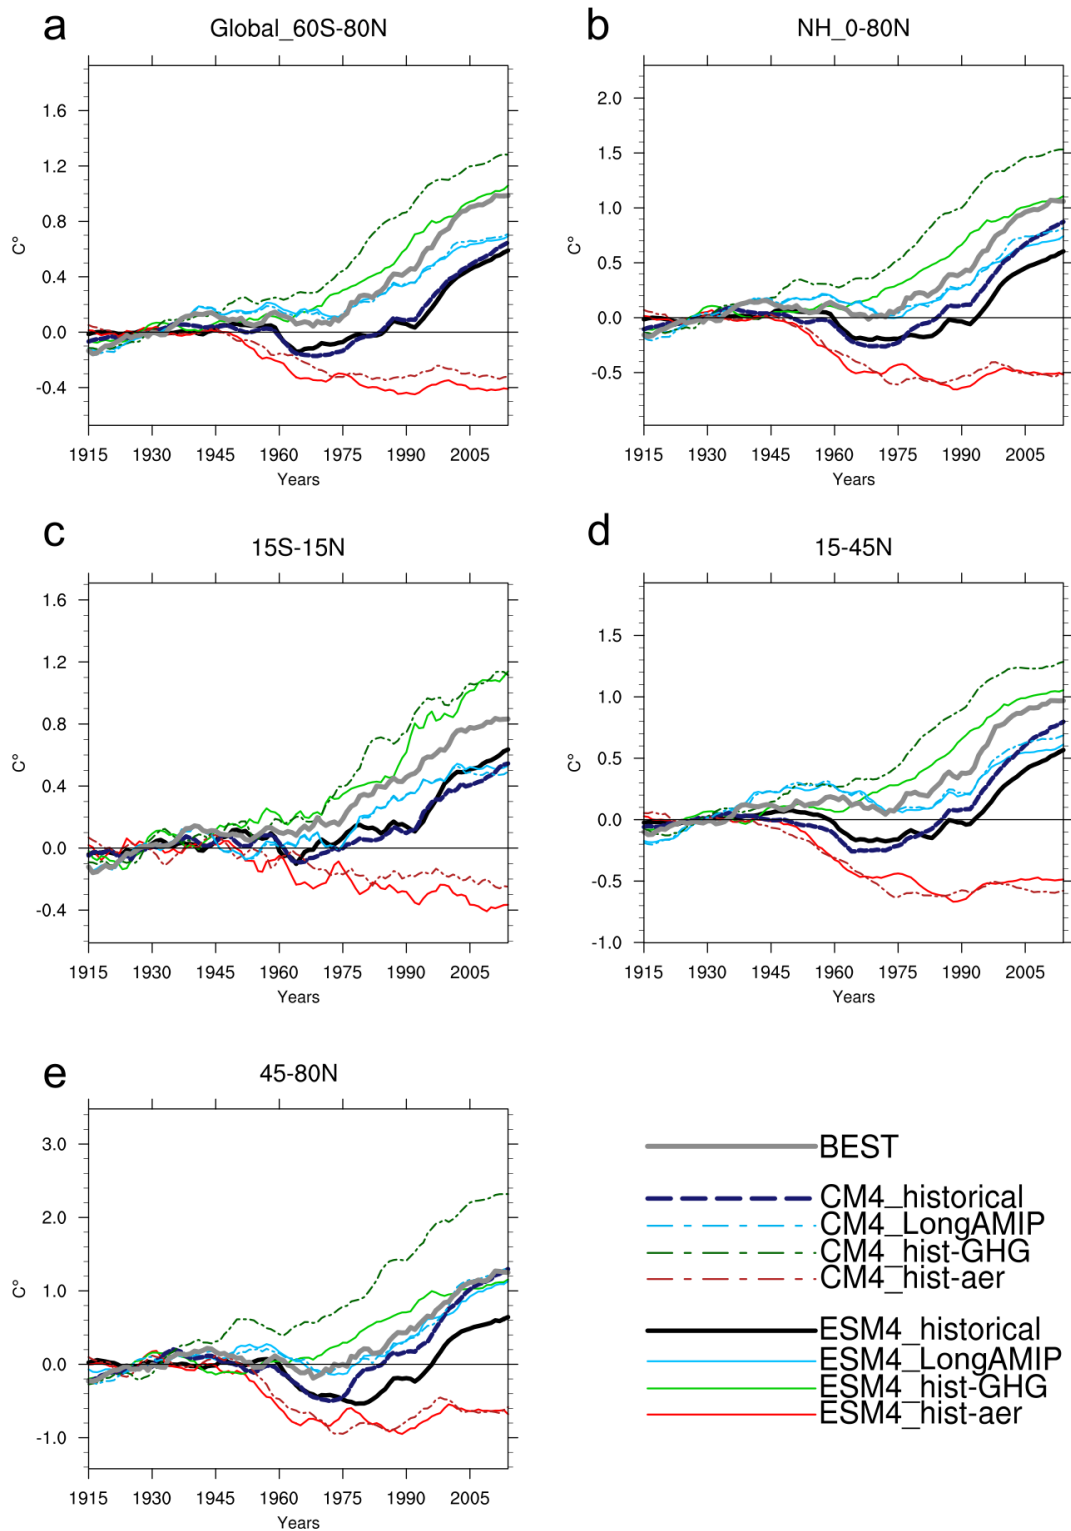 a
Global_60S-80N
1.6
1.2
0.8
0.4
0.0
-0.4
C°
1915 1930 1945 1960 1975 1990 2005
Years
b
NH_0-80N
2.0
1.5
1.0
0.5
0.0
-0.5
C°
1915 1930 1945 1960 1975 1990 2005
Years
c
15S-15N
1.6
1.2
0.8
0.4
0.0
-0.4
C°
1915 1930 1945 1960 1975 1990 2005
Years
d
15-45N
1.5
1.0
0.5
0.0
-0.5
-1.0
C°
1915 1930 1945 1960 1975 1990 2005
Years
e
45-80N
3.0
2.0
1.0
0.0
-1.0
C°
1915 1930 1945 1960 1975 1990 2005
Years
BEST
CM4_historical
CM4_LongAMIP
CM4_hist-GHG
CM4_hist-aer
ESM4_historical
ESM4_LongAMIP
ESM4_hist-GHG
ESM4_hist-aer